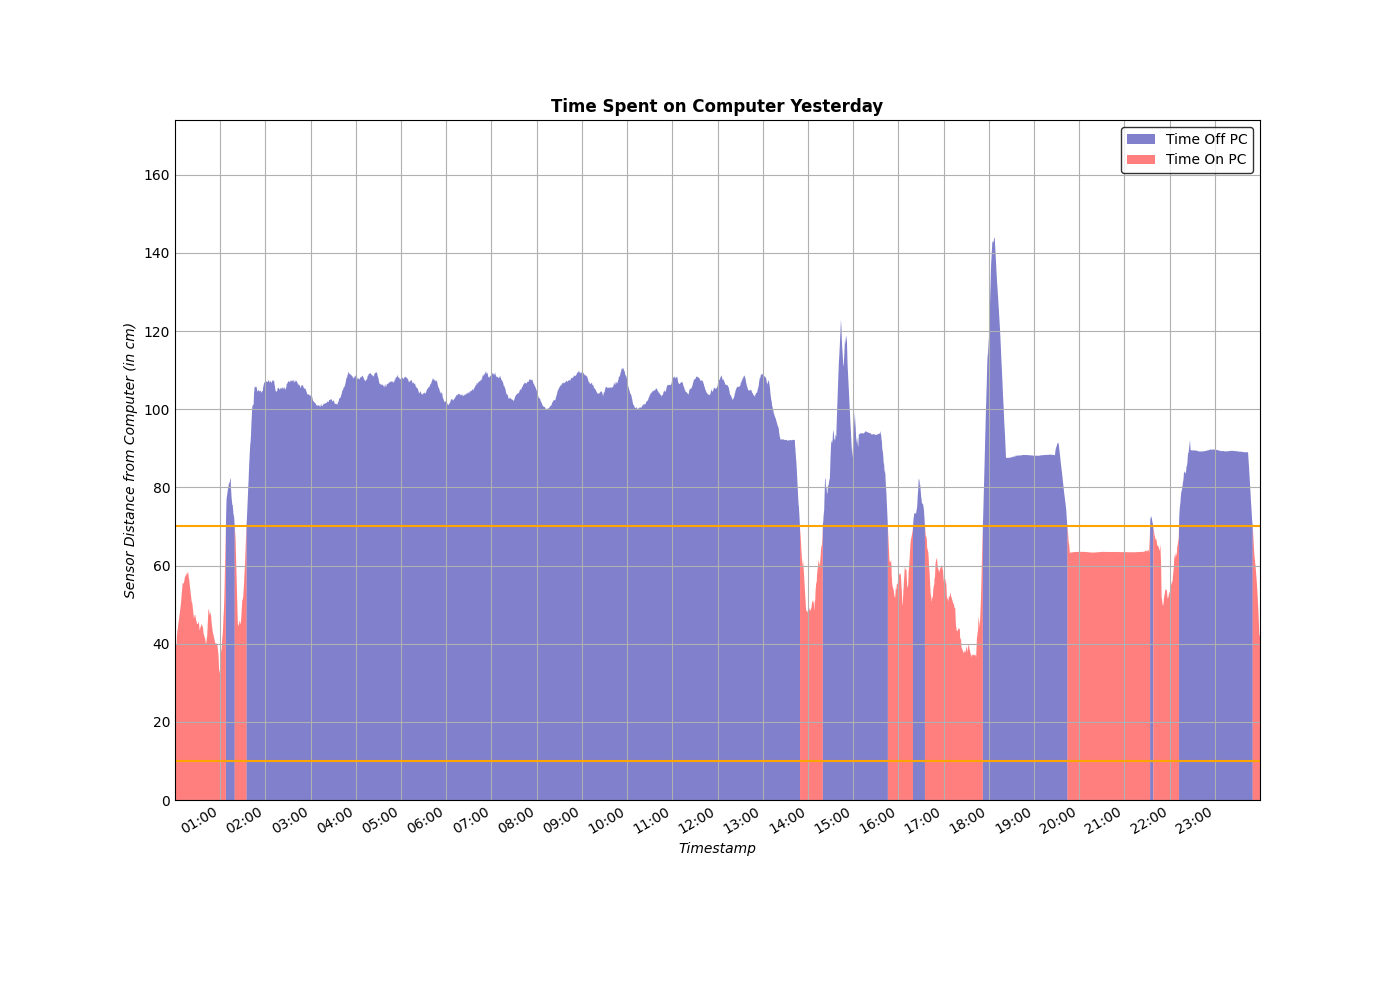 Time Spent on Computer Yesterday
Time Off PC
Time On PC
160
140
120
100
80
60
40
20
0
Sensor Distance from Computer (in cm)
01:00 02:00 03:00 04:00 05:00 06:00 07:00 08:00 09:00 10:00 11:00 12:00 13:00 14:00 15:00 16:00 17:00 18:00 19:00 20:00 21:00 22:00 23:00
Timestamp